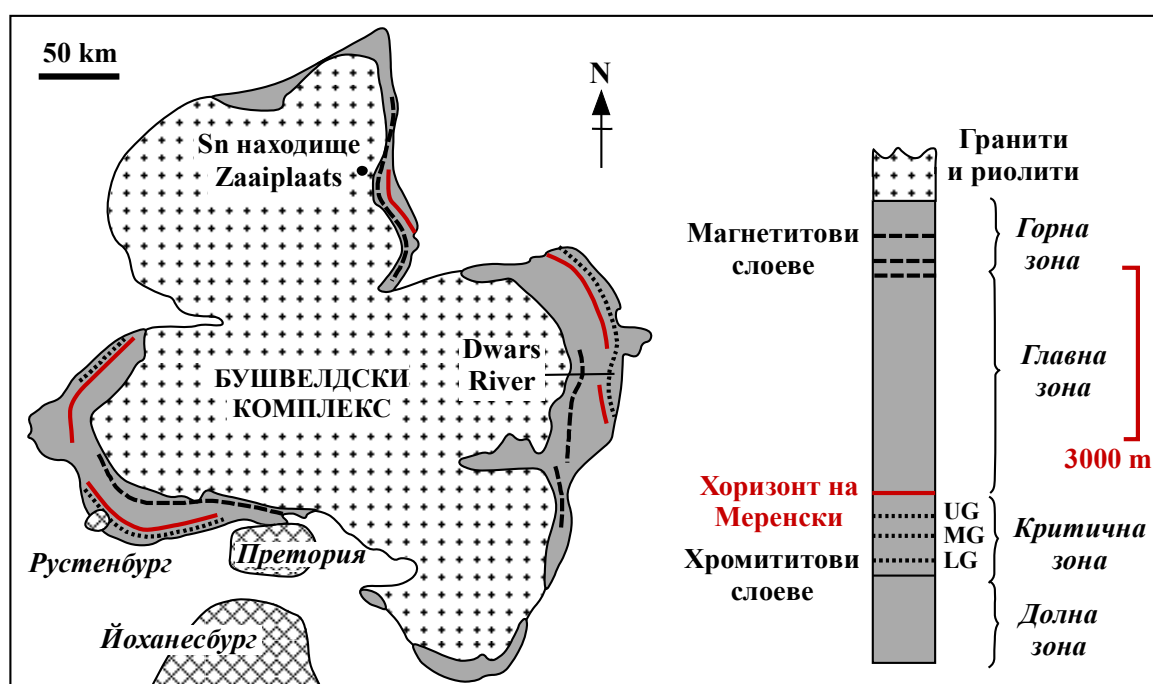 50 km
N
Sn находище
Zaaiplaats
Dwars
River
БУШВЕЛДСКИ
КОМПЛЕКС
Рустенбург
Претория
Йоханесбург
Гранити
и риолити
Магнетитови
слоеве
Горна
зона
Главна
зона
3000 m
Хоризонт на
Меренски
UG
MG
LG
Хромититови
слоеве
Критична
зона
Долна
зона